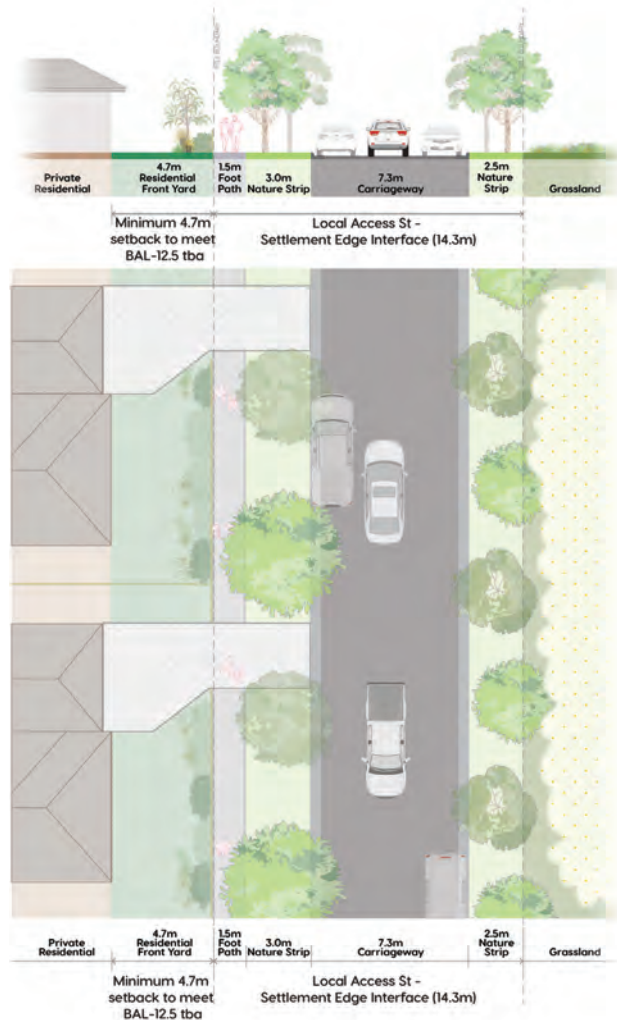 Private
Residential
4.7m
Residential
Front Yard
1.5m
Foot
Path
3.0m
Nature Strip
7.3m
Carriageway
2.5m
Nature
Strip
Grassland
Minimum 4.7m
setback to meet
BAL-12.5 tba
Local Access St -
Settlement Edge Interface (14.3m)
Private
Residential
4.7m
Residential
Front Yard
1.5m
Foot
Path
3.0m
Nature Strip
7.3m
Carriageway
2.5m
Nature
Strip
Grassland
Minimum 4.7m
setback to meet
BAL-12.5 tba
Local Access St -
Settlement Edge Interface (14.3m)